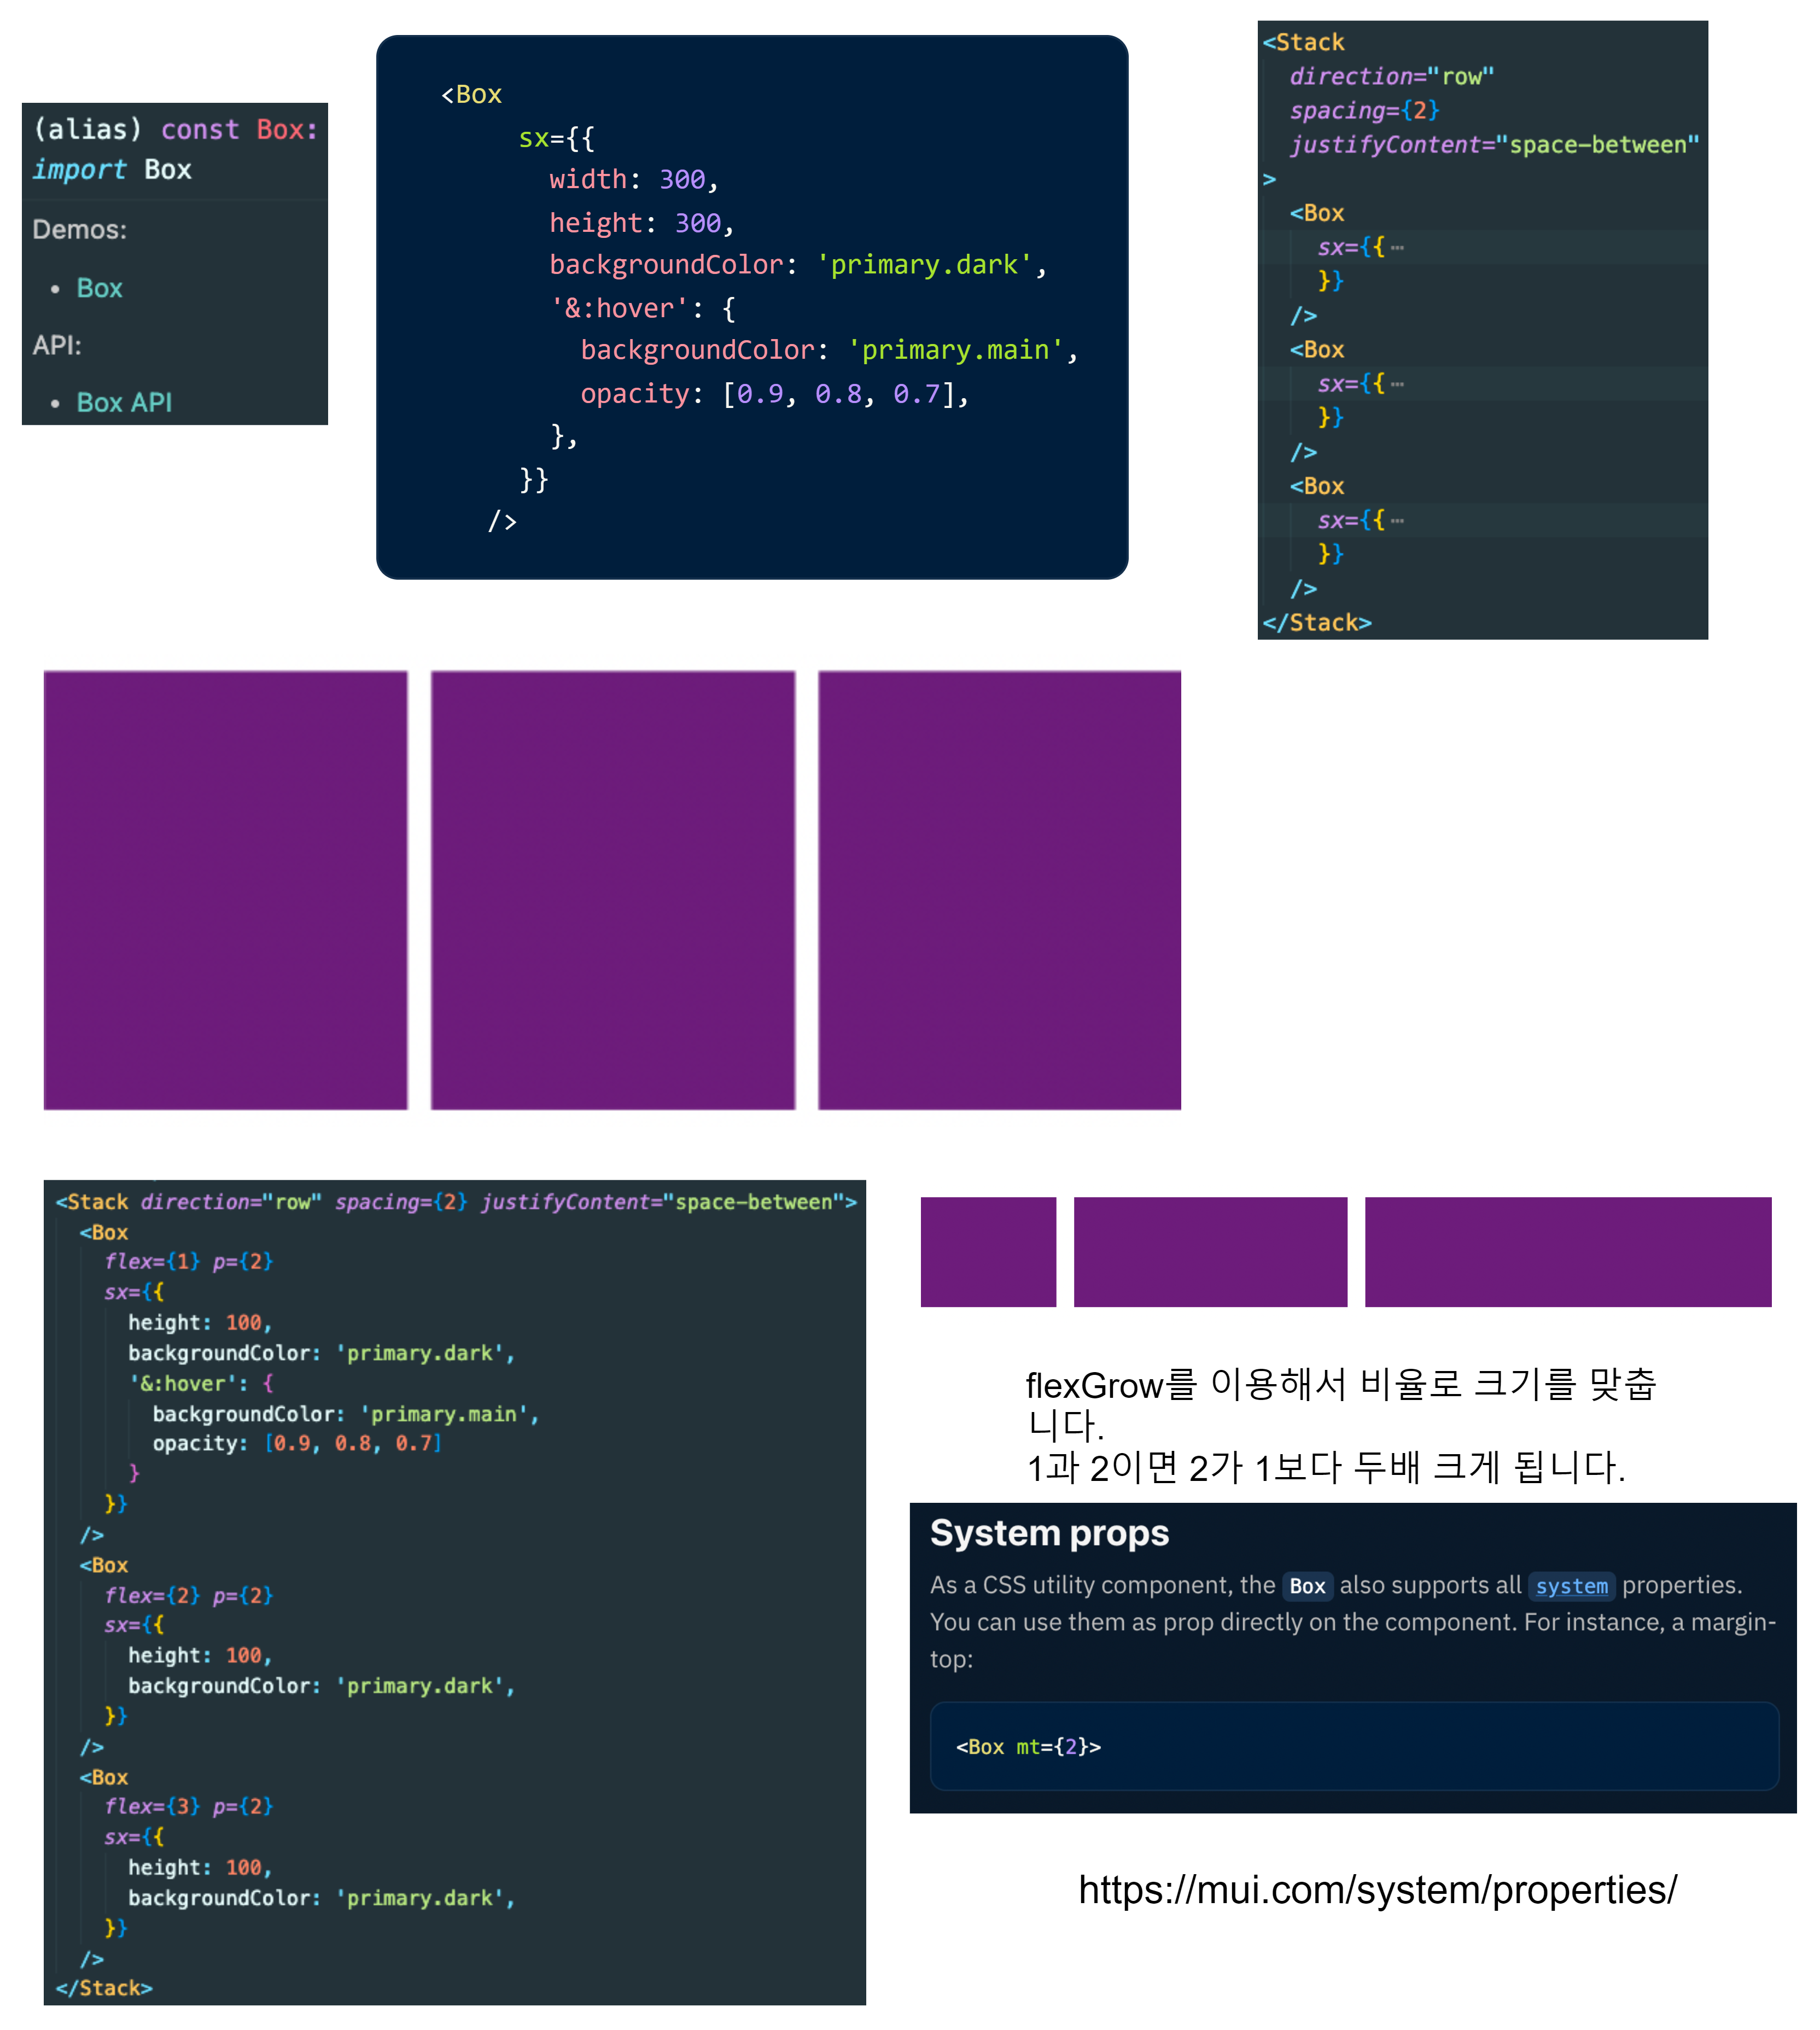 (alias) const Box:
import Box
Demos:
• Box
API:
• Box API
<Box
sx={{
width: 300,
height: 300,
backgroundColor: 'primary.dark',
'&:hover': {
backgroundColor: 'primary.main',
opacity: [0.9, 0.8, 0.7],
},
}}
/>
<Stack
direction="row"
spacing={2}
justifyContent="space-between"
>
<Box
sx={{ ⋯
}}
/>
<Box
sx={{ ⋯
}}
/>
<Box
sx={{ ⋯
}}
/>
</Stack>
<Stack direction="row" spacing={2} justifyContent="space-between">
<Box
flex={1} p={2}
sx={{
height: 100,
backgroundColor: 'primary.dark',
'&:hover': {
backgroundColor: 'primary.main',
opacity: [0.9, 0.8, 0.7]
}
}}
/>
<Box
flex={2} p={2}
sx={{
height: 100,
backgroundColor: 'primary.dark',
}}
/>
<Box
flex={3} p={2}
sx={{
height: 100,
backgroundColor: 'primary.dark',
}}
/>
</Stack>
flexGrow를 이용해서 비율로 크기를 맞춥
니다.
1과 2이면 2가 1보다 두배 크게 됩니다.
System props
As a CSS utility component, the Box also supports all system properties.
You can use them as prop directly on the component. For instance, a margin-
top:
<Box mt={2}>
https://mui.com/system/properties/